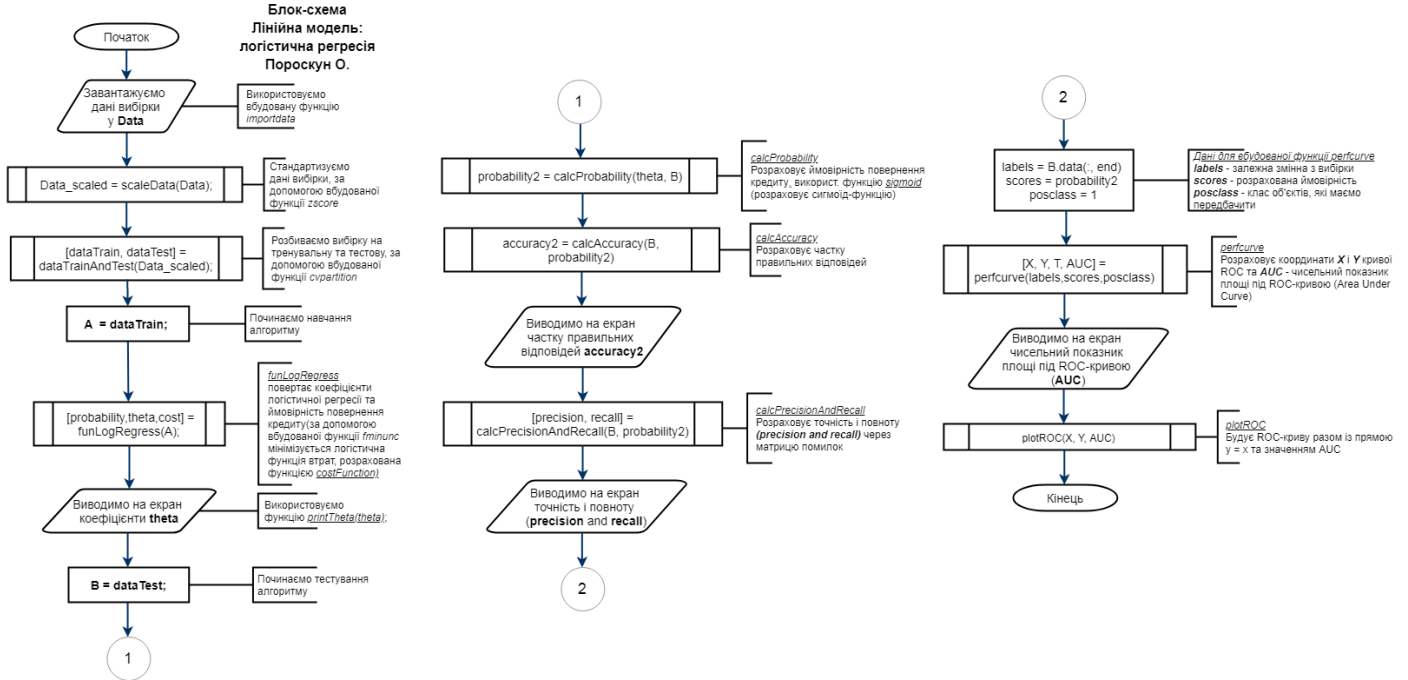 Блок-схема
Лінійна модель:
логістична регресія
Пороскун О.
Початок
Завантажуємо
дані вибірки
у Data
Використовуємо
вбудовану функцію
importdata
Data_scaled = scaleData(Data);
Стандартизуємо
дані вибірки, за
допомогою вбудованої
функції zscore
[dataTrain, dataTest] =
dataTrainAndTest(Data_scaled);
Розбиваємо вибірку на
тренувальну та тестову, за
допомогою вбудованої
функції cvpartition
A = dataTrain;
Починаємо навчання
алгоритму
[probability,theta,cost] =
funLogRegress(A);
funLogRegress
повертає коефіцієнти
логістичної регресії та
ймовірність повернення
кредиту(за допомогою
вбудованої функції fminunc
мінімізується логістична
функція втрат, розрахована
функцією costFunction)
Виводимо на екран
коефіцієнти theta
Використовуємо
функцію printTheta(theta);
B = dataTest;
Починаємо тестування
алгоритму
1
1
probability2 = calcProbability(theta, B)
calcProbability
Розраховує ймовірність повернення
кредиту, використ. функцію sigmoid
(розраховує сигмоїд-функцію)
accuracy2 = calcAccuracy(B,
probability2)
calcAccuracy
Розраховує частку
правильних відповідей
Виводимо на екран
частку правильних
відповідей accuracy2
[precision, recall] =
calcPrecisionAndRecall(B, probability2)
calcPrecisionAndRecall
Розраховує точність і повноту
(precision and recall) через
матрицю помилок
Виводимо на екран
точність і повноту
(precision and recall)
2
2
labels = B.data(:, end)
scores = probability2
posclass = 1
Дані для вбудованої функції perfcurve
labels - залежна змінна з вибірки
scores - розрахована ймовірність
posclass - клас об'єктів, які маємо
передбачити
[X, Y, T, AUC] =
perfcurve(labels,scores,posclass)
perfcurve
Розраховує координати X і Y кривої
ROC та AUC - чисельний показник
площі під ROC-кривою (Area Under
Curve)
Виводимо на екран
чисельний показник
площі під ROC-кривою
(AUC)
plotROC(X, Y, AUC)
plotROC
Будує ROC-криву разом із прямою
y = x та значенням AUC
Кінець